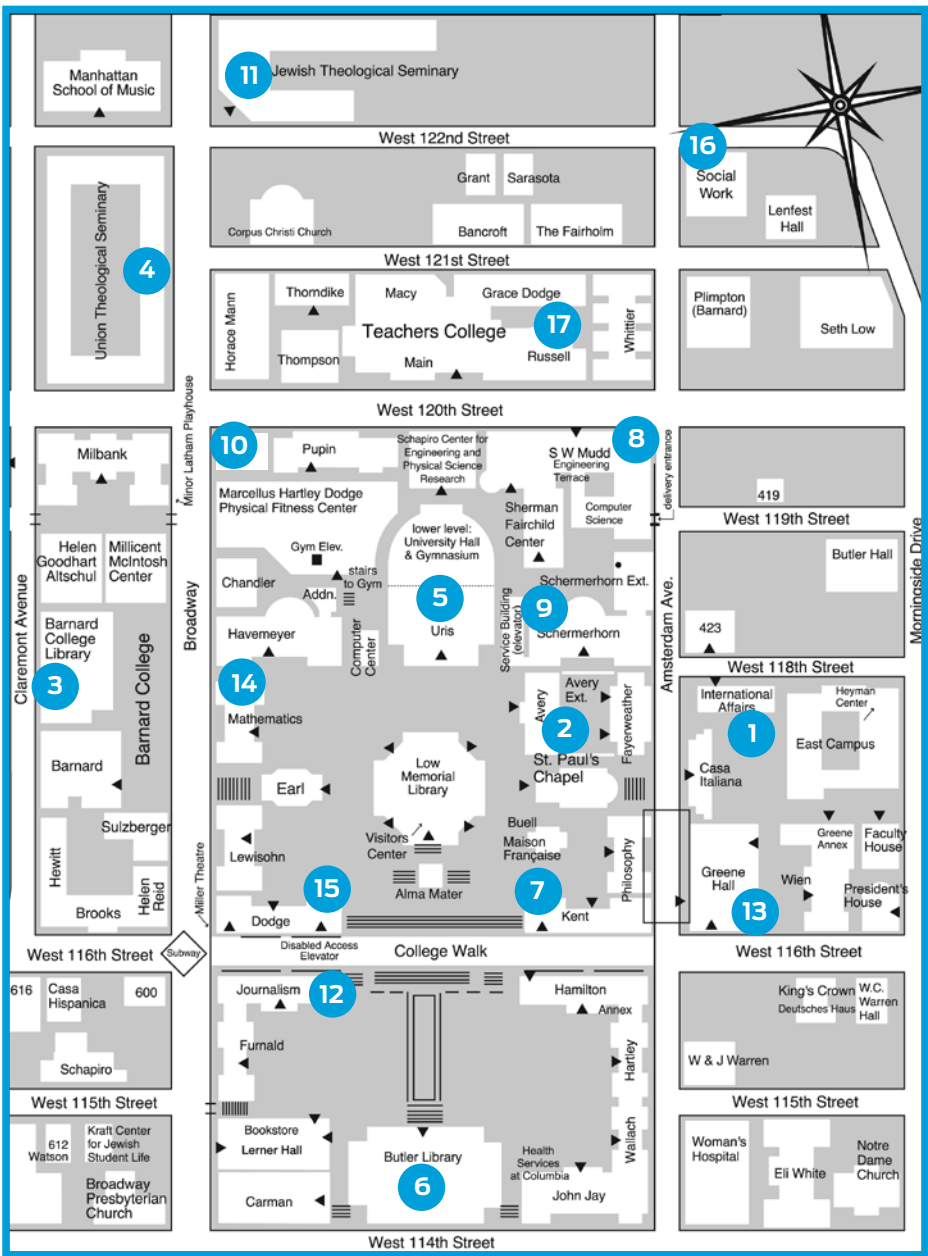 Manhattan
School of Music
11
Jewish Theological Seminary
West 122nd Street
16
Social
Work
Lenfest
Hall
Union Theological Seminary
4
Grant
Sarasota
Corpus Christi Church
Bancroft
The Fairholm
West 121st Street
Horace Mann
Thorndike
Thompson
Macy
Grace Dodge
Teachers College
17
Main
Russell
Whittier
Plimpton
(Barnard)
Seth Low
West 120th Street
Minor Latham Playhouse
Milbank
10
Pupin
Schapiro Center for
Engineering and
Physical Science
Research
S W Mudd
Engineering
Terrace
8
delivery entrance
419
West 119th Street
Marcellus Hartley Dodge
Physical Fitness Center
Gym Elev.
stairs
to Gym
lower level:
University Hall
& Gymnasium
Sherman
Fairchild
Center
Computer
Science
Helen
Goodhart
Altschul
Millicent
McIntosh
Center
Chandler
Addn.
5
Uris
Service Building
(elevator)
Schermerhorn Ext.
9
Schermerhorn
Butler Hall
423
Morningside Drive
Claremont Avenue
Barnard
College
Library
3
Barnard College
Broadway
Havemeyer
Computer
Center
Amsterdam Ave.
West 118th Street
14
Mathematics
Avery
Avery
Ext.
2
Fayerweather
International
Affairs
1
Heyman
Center
East Campus
Casa
Italiana
Barnard
Earl
Low
Memorial
Library
St. Paul's
Chapel
Sulzberger
Hewitt
Helen
Reid
Brooks
Lewisohn
Visitors
Center
Buell
Maison
Française
Philosophy
Greene
Hall
13
Wien
Greene
Annex
Faculty
House
President's
House
Miller Theatre
Dodge
15
Alma Mater
7
Kent
Disabled Access
Elevator
West 116th Street
Subway
College Walk
West 116th Street
616
Casa
Hispanica
600
Schapiro
Journalism
12
Furnald
Hamilton
Annex
Hartley
King's Crown
Deutsches Haus
W.C.
Warren
Hall
W & J Warren
West 115th Street
West 115th Street
612
Watson
Kraft Center
for Jewish
Student Life
Broadway
Presbyterian
Church
Bookstore
Lerner Hall
Carman
Butler Library
6
Health
Services
at Columbia
John Jay
Wallach
Woman's
Hospital
Eli White
Notre
Dame
Church
West 114th Street